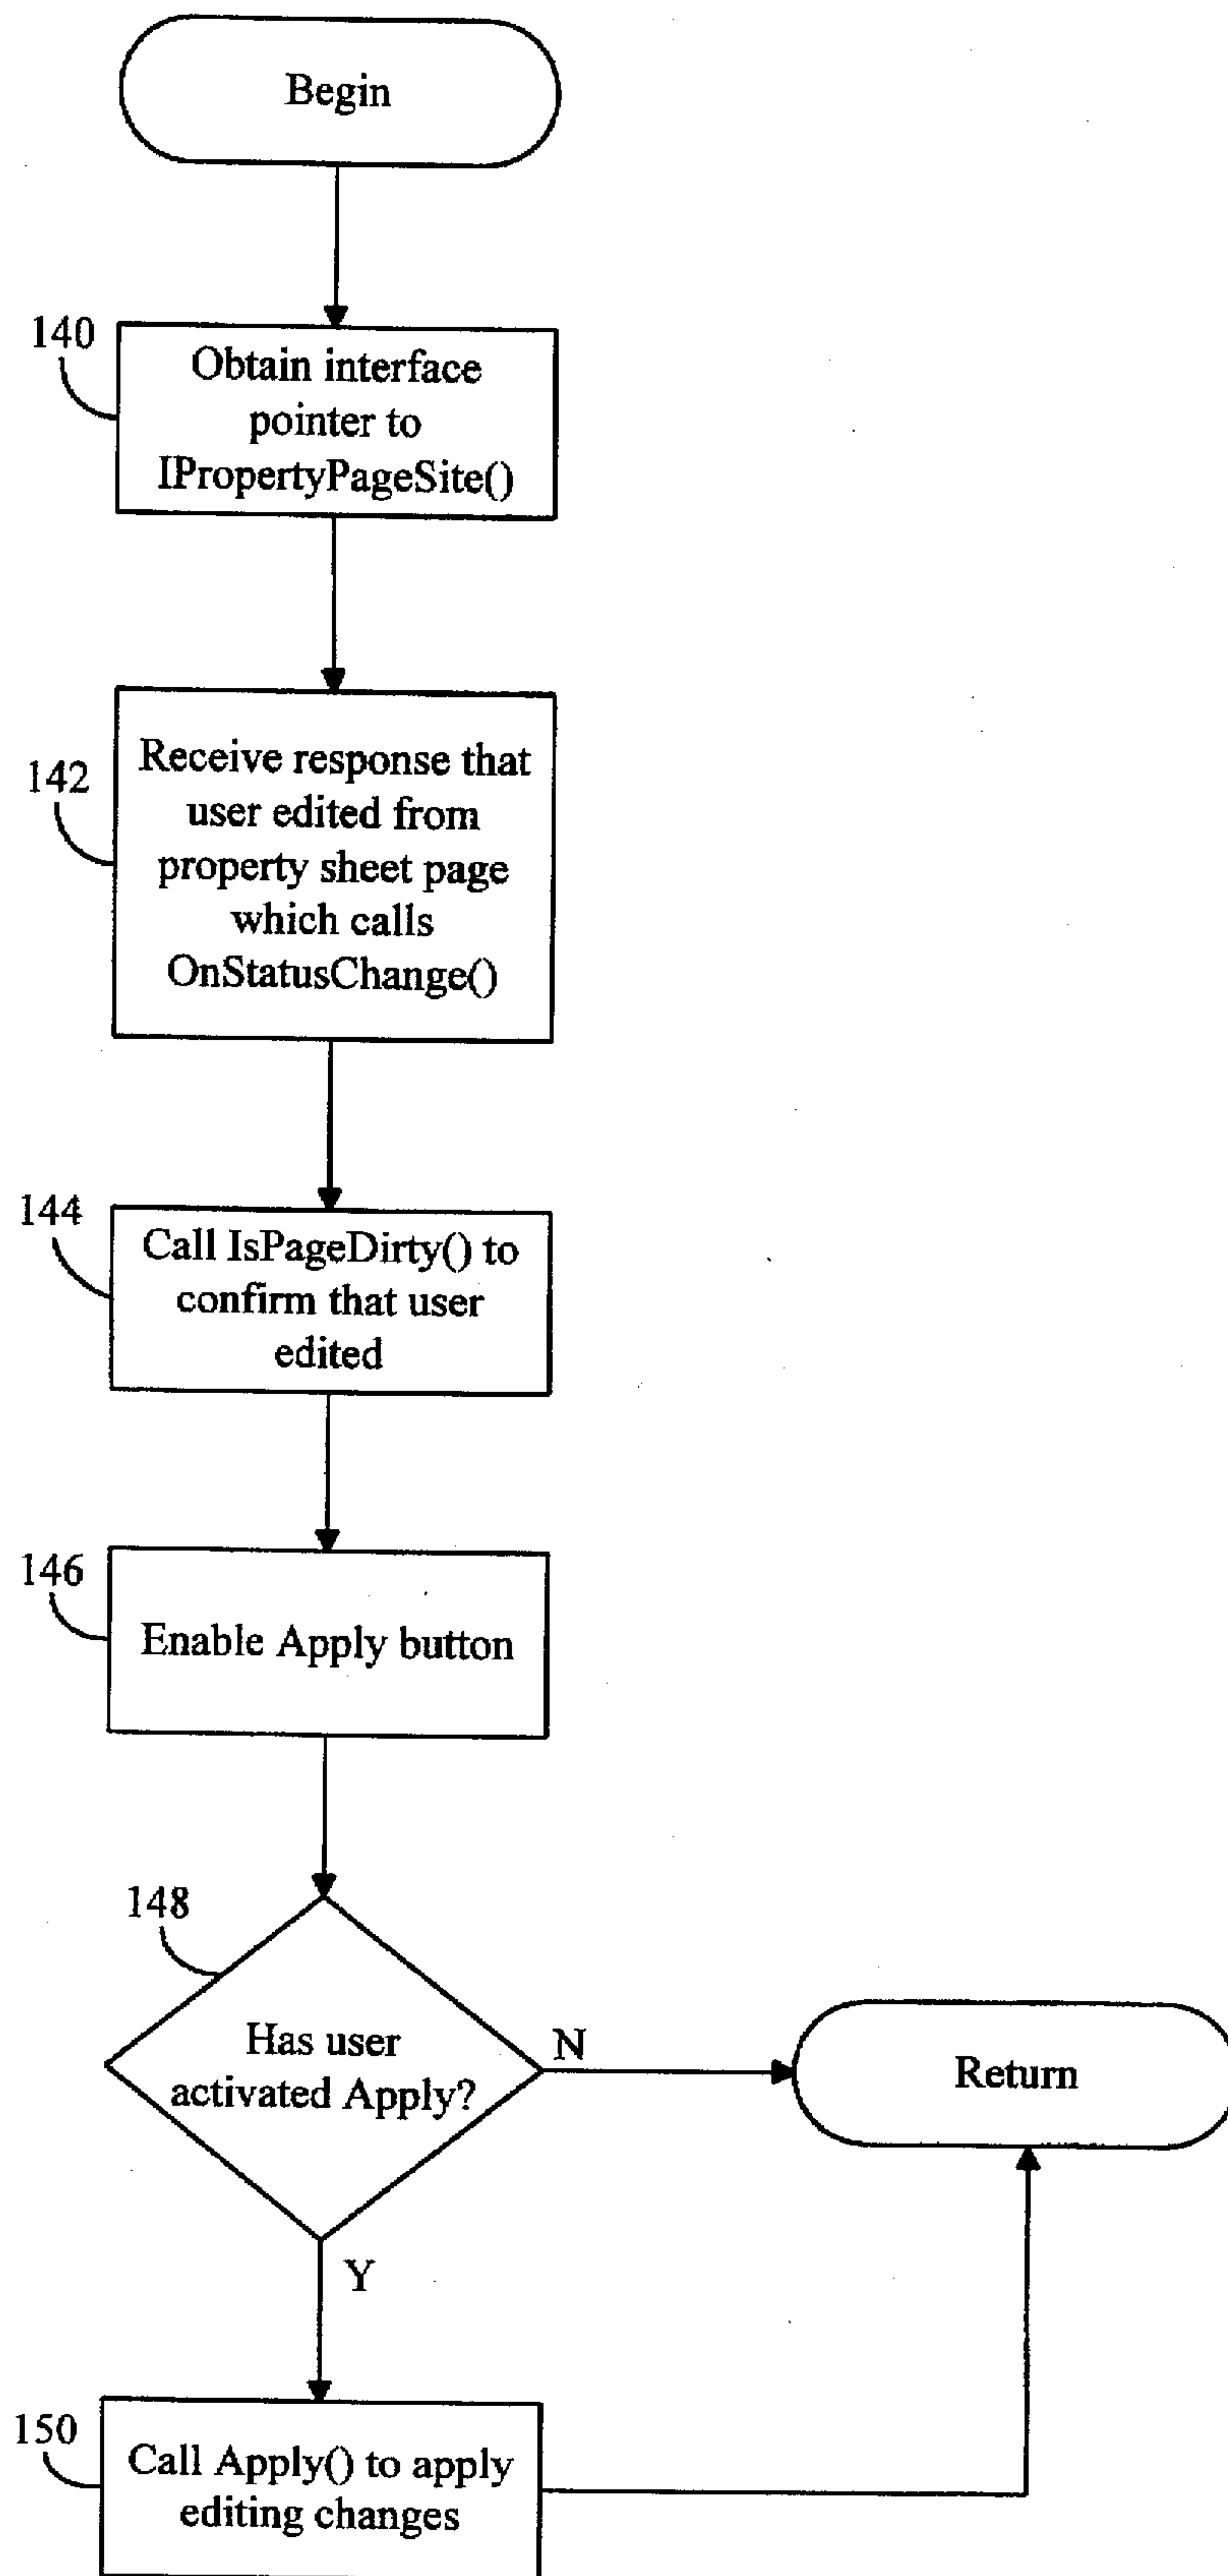 Begin
140
Obtain interface
pointer to
IPropertyPageSite()
142
Receive response that
user edited from
property sheet page
which calls
OnStatusChange()
144
Call IsPageDirty() to
confirm that user
edited
146
Enable Apply button
148
Has user
activated Apply?
N
Return
Y
150
Call Apply() to apply
editing changes